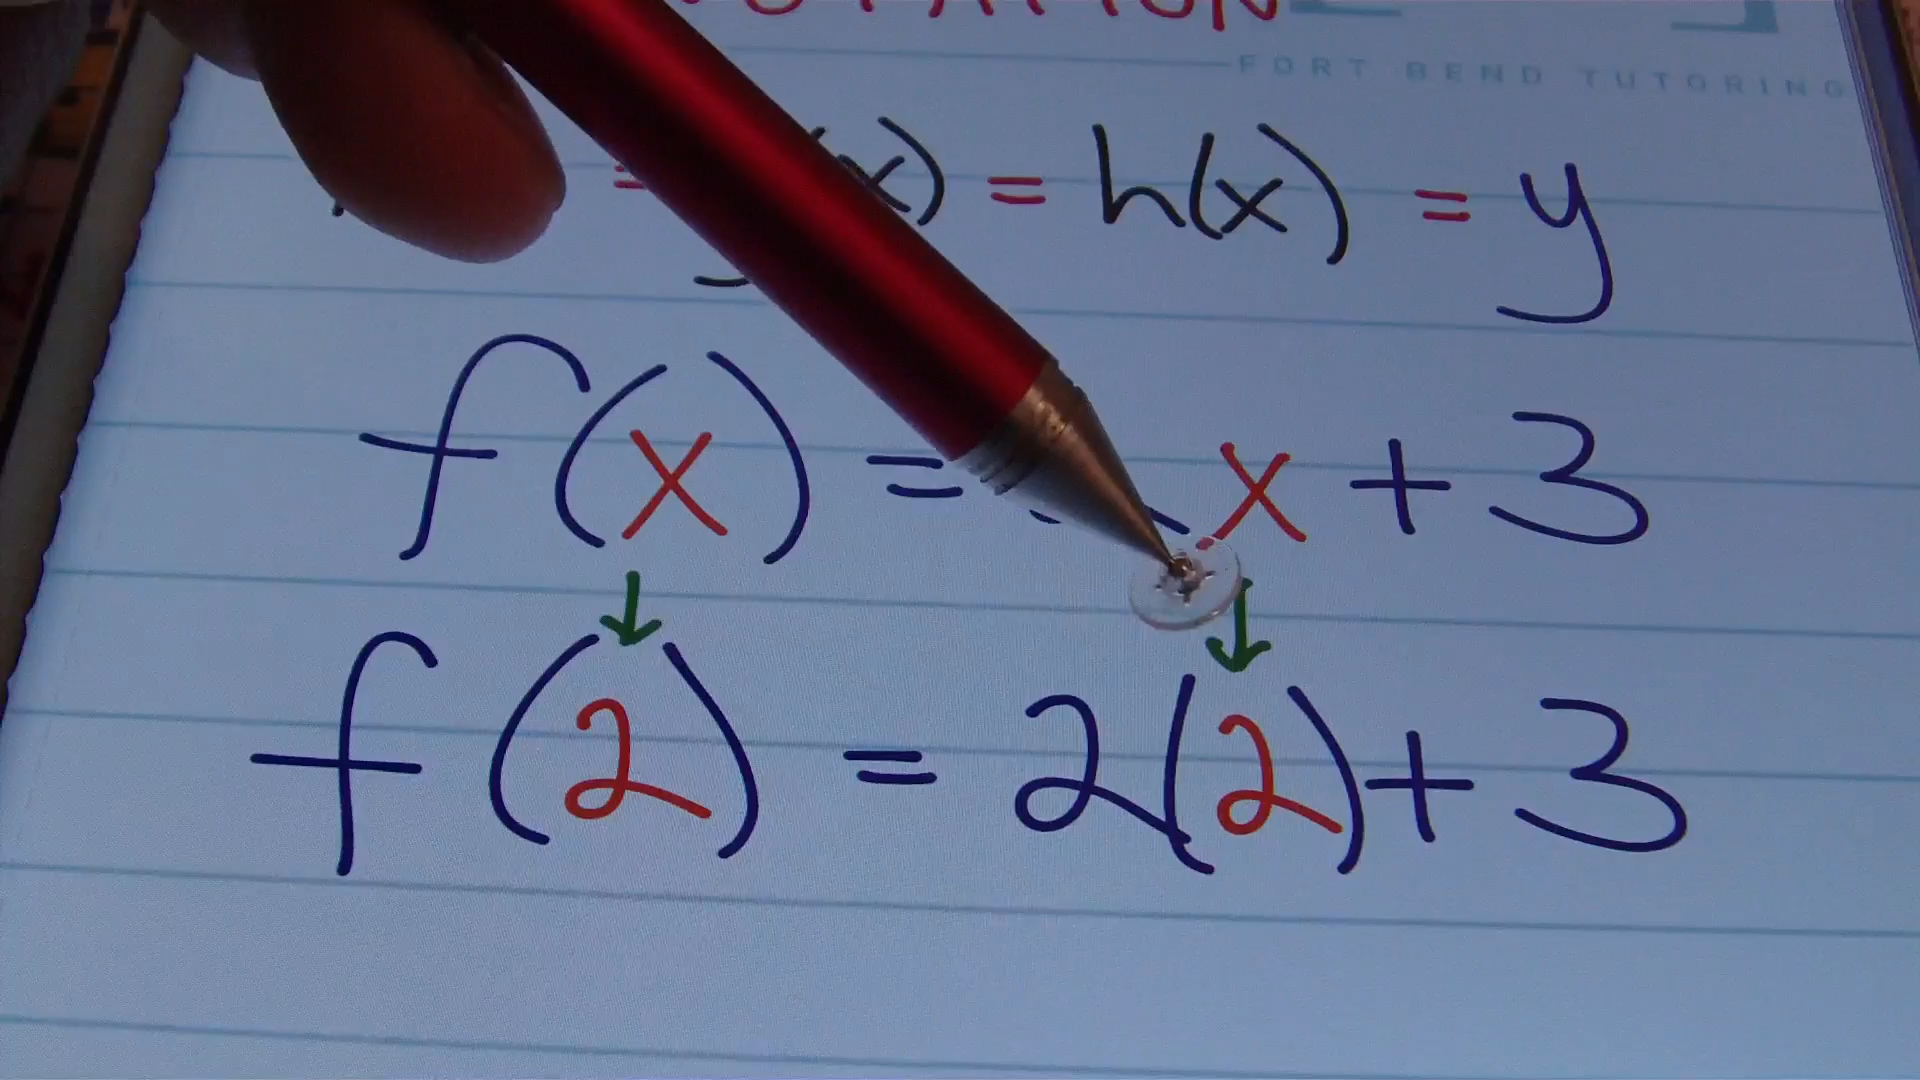 FORT BEND TUTORING
= (x) = h(x) = y
f(x) = x + 3
f(2) = 2(2) + 3